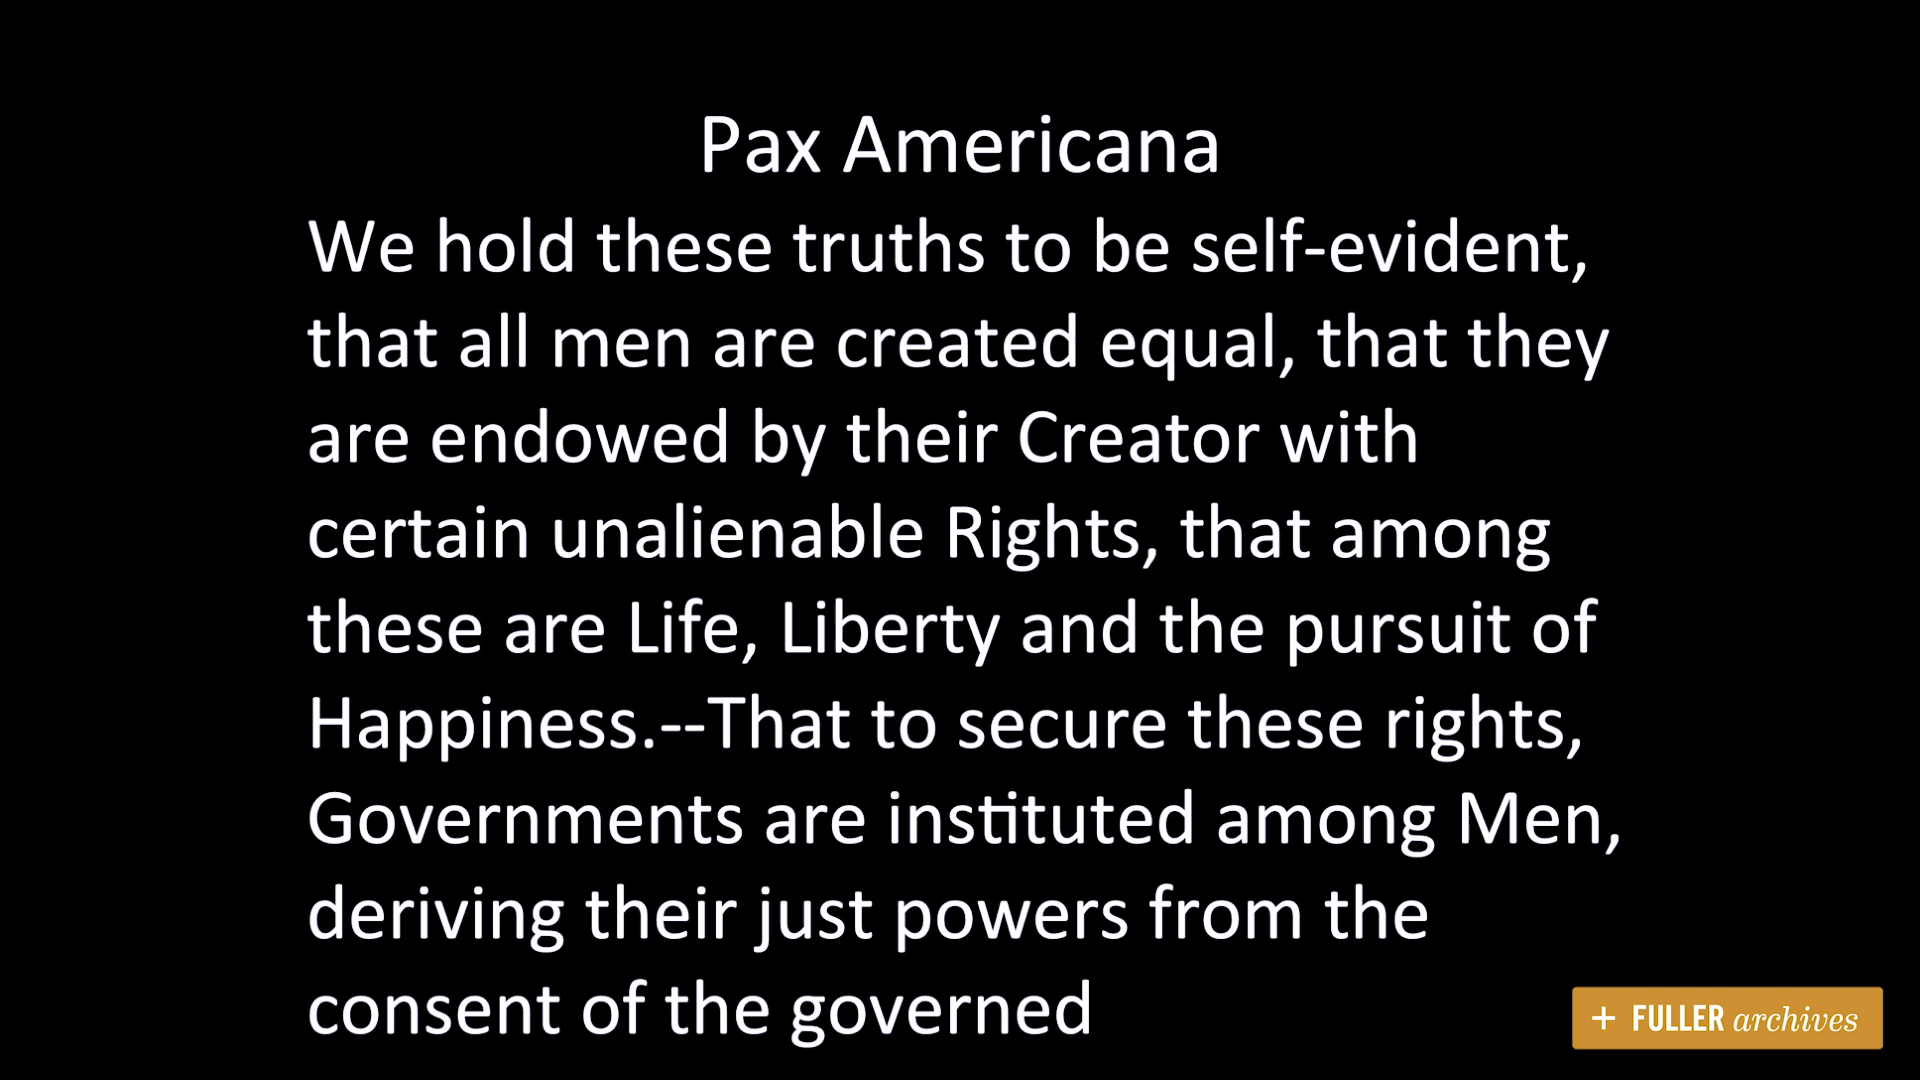 Pax Americana
We hold these truths to be self-evident,
that all men are created equal, that they
are endowed by their Creator with
certain unalienable Rights, that among
these are Life, Liberty and the pursuit of
Happiness.--That to secure these rights,
Governments are instituted among Men,
deriving their just powers from the
consent of the governed
+ FULLER archives